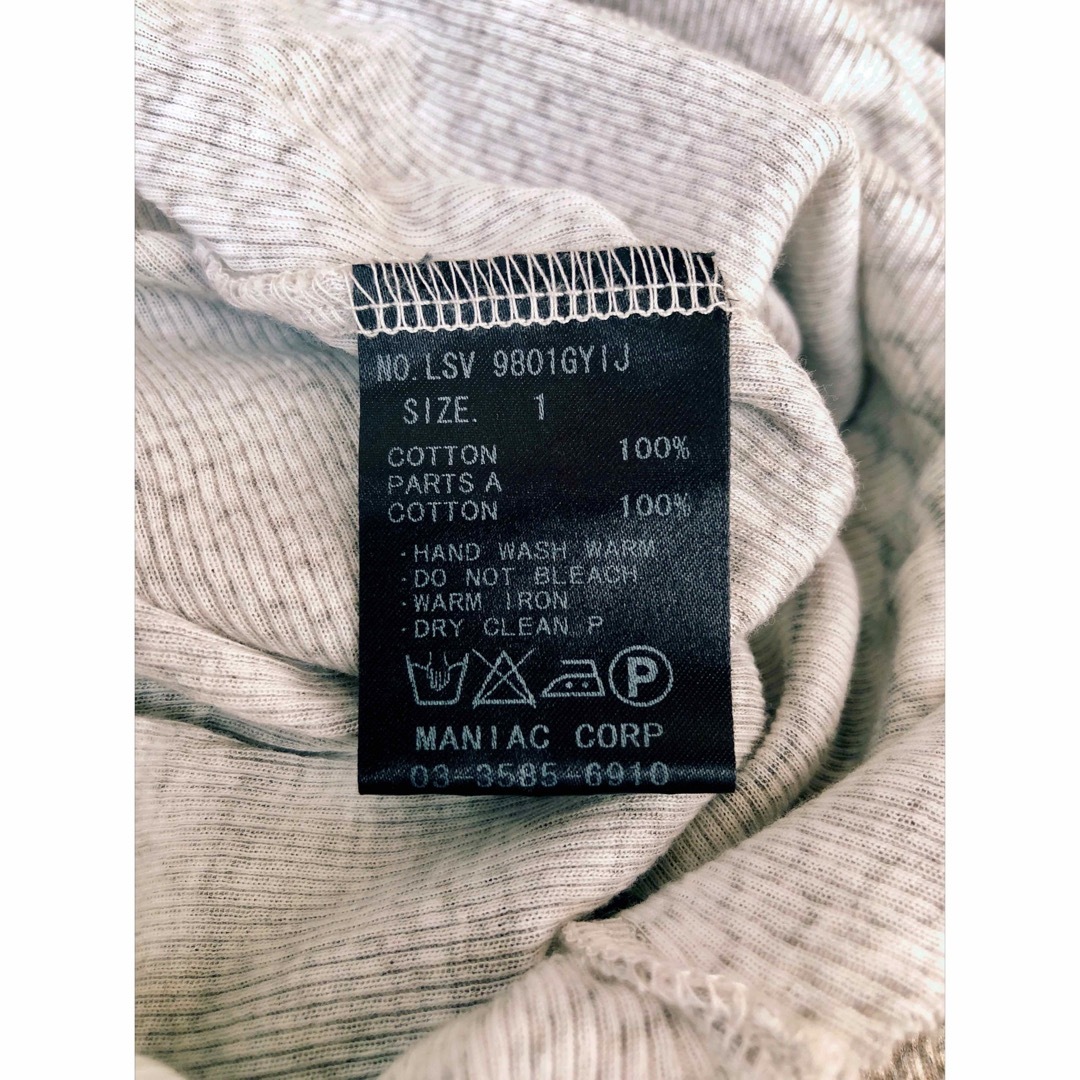 NO.LSV 9801GYIJ
SIZE. 1
COTTON 100%
PARTS A
COTTON 100%
·HAND WASH WARM
·DO NOT BLEACH
·WARM IRON
·DRY CLEAN P
P
MANIAC CORP
03-3585-6910